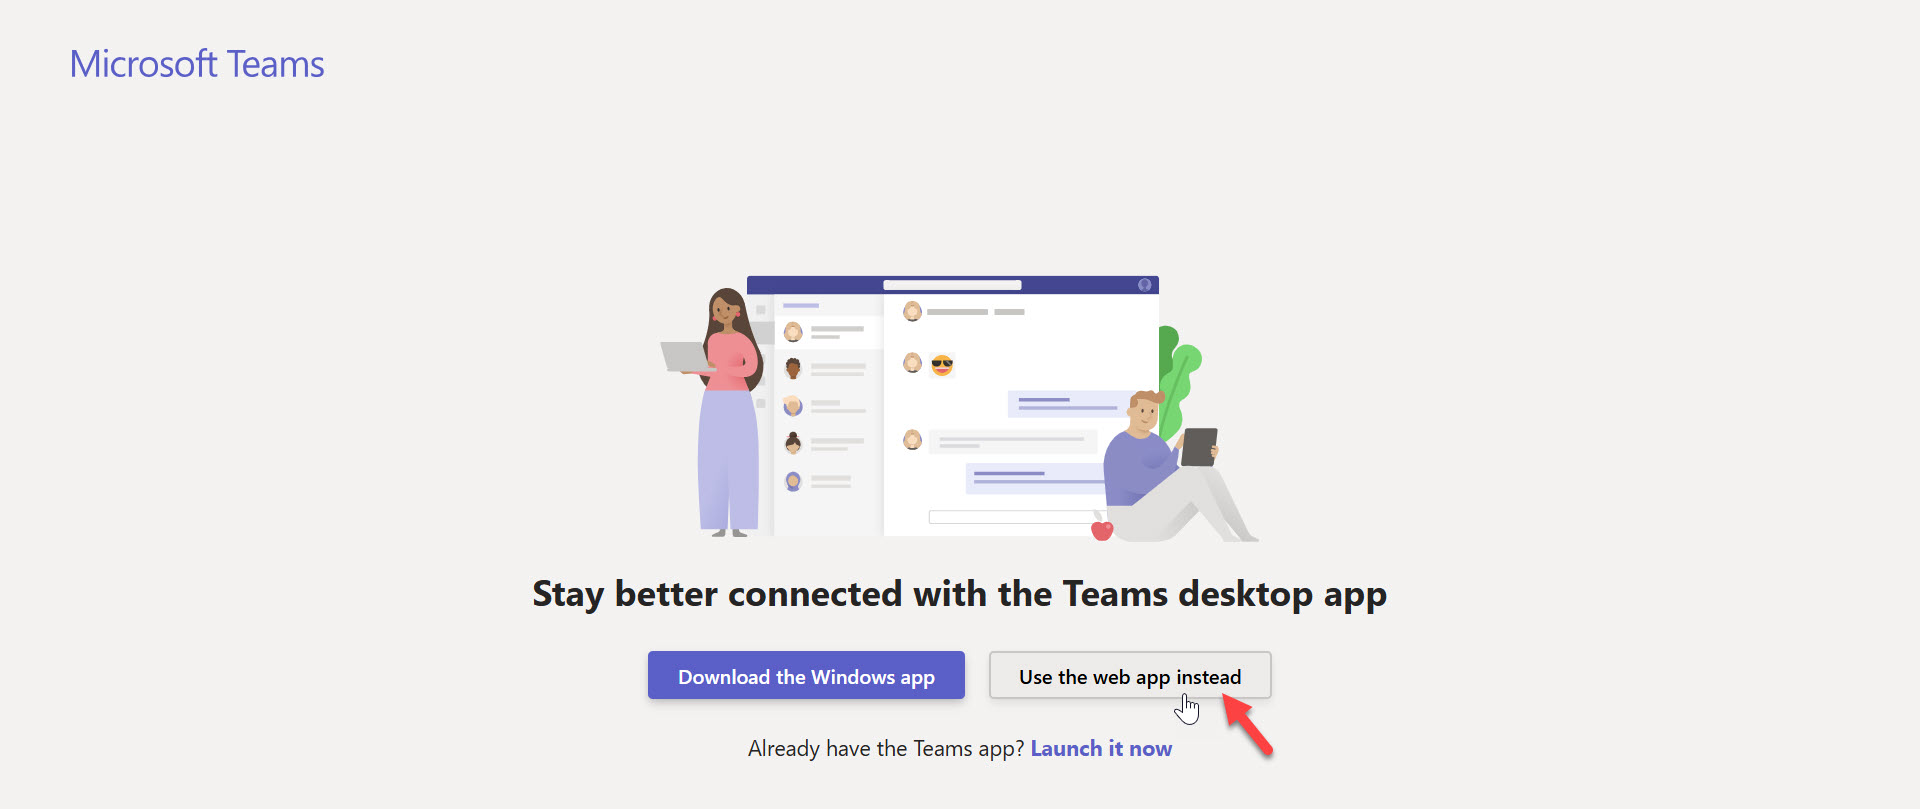 Microsoft Teams
Stay better connected with the Teams desktop app
Download the Windows app
Use the web app instead
Already have the Teams app? Launch it now